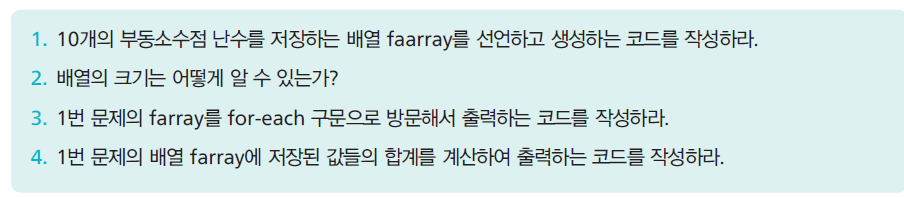 1. 10개의 부동소수점 난수를 저장하는 배열 faarray를 선언하고 생성하는 코드를 작성하라.
2. 배열의 크기는 어떻게 알 수 있는가?
3. 1번 문제의 farray를 for-each 구문으로 방문해서 출력하는 코드를 작성하라.
4. 1번 문제의 배열 farray에 저장된 값들의 합계를 계산하여 출력하는 코드를 작성하라.